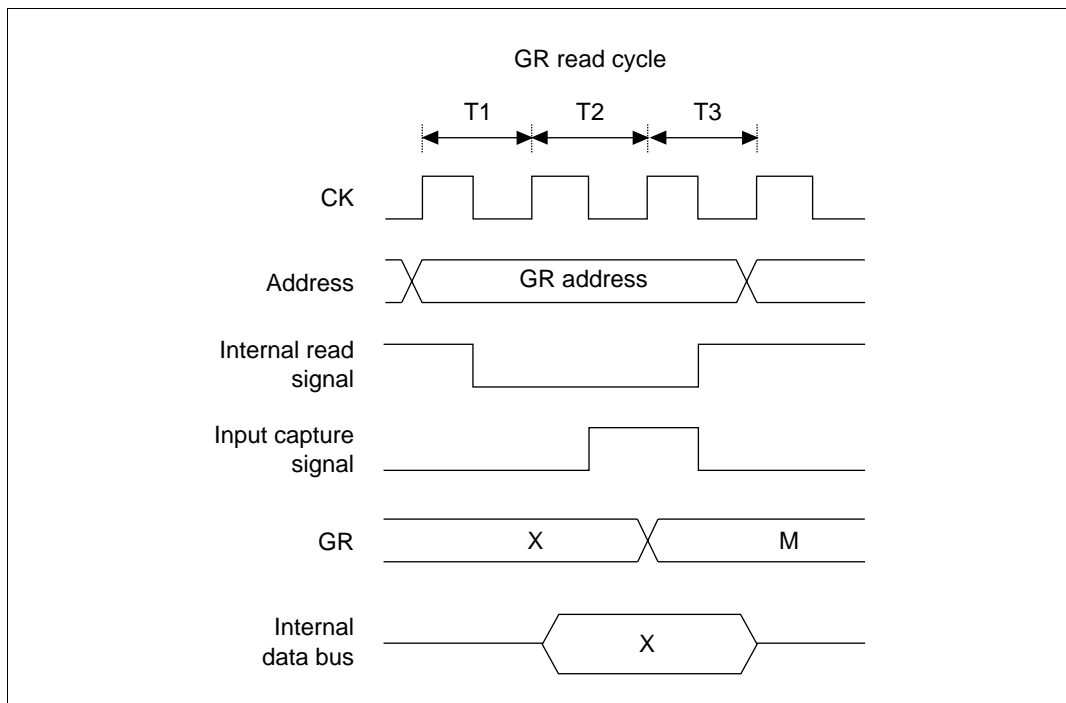 GR read cycle
T1 T2 T3
CK
Address GR address
Internal read
signal
Input capture
signal
GR X M
Internal
data bus X